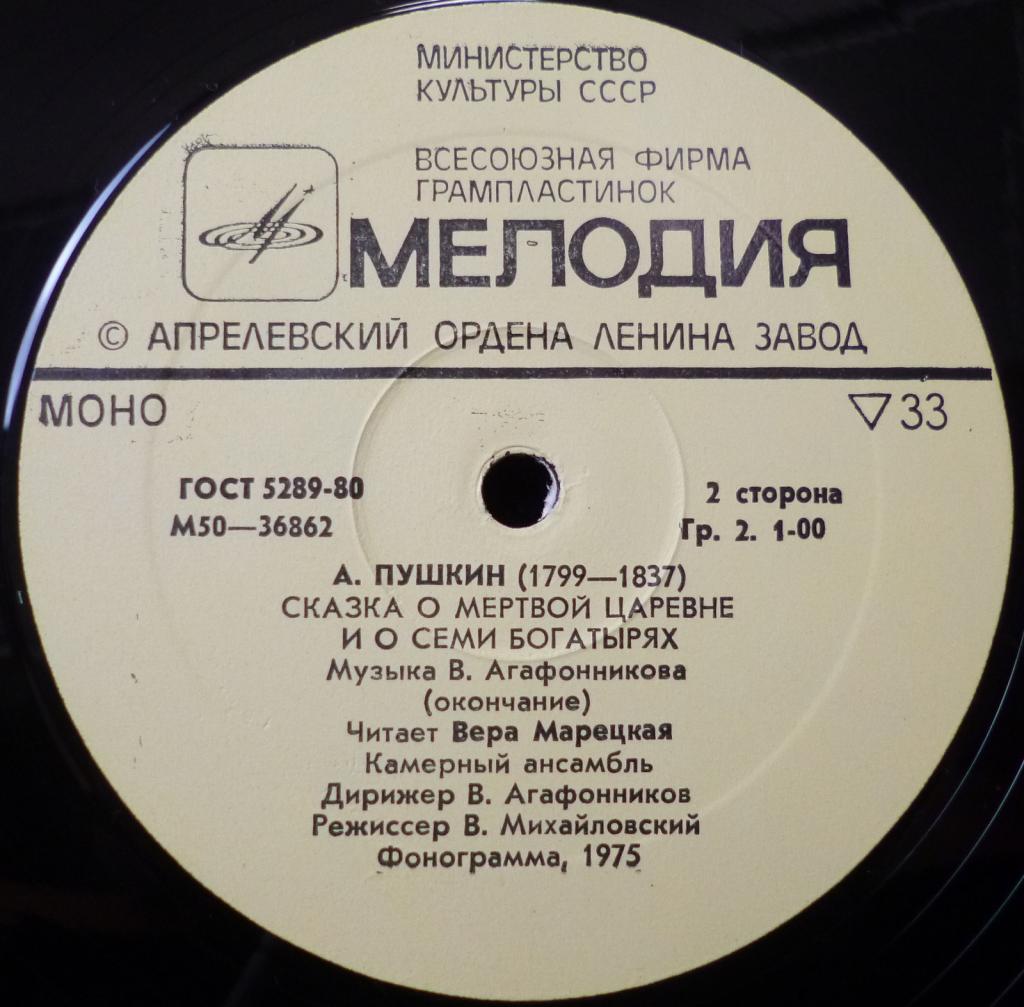 МИНИСТЕРСТВО
КУЛЬТУРЫ СССР
ВСЕСОЮЗНАЯ ФИРМА
ГРАМПЛАСТИНОК
МЕЛОДИЯ
© АПРЕЛЕВСКИЙ ОРДЕНА ЛЕНИНА ЗАВОД
МОНО ▽33
ГОСТ 5289-80 2 сторона
М50—36862 Гр. 2. 1-00
А. ПУШКИН (1799—1837)
СКАЗКА О МЕРТВОЙ ЦАРЕВНЕ
И О СЕМИ БОГАТЫРЯХ
Музыка В. Агафонникова
(окончание)
Читает Вера Марецкая
Камерный ансамбль
Дирижер В. Агафонников
Режиссер В. Михайловский
Фонограмма, 1975